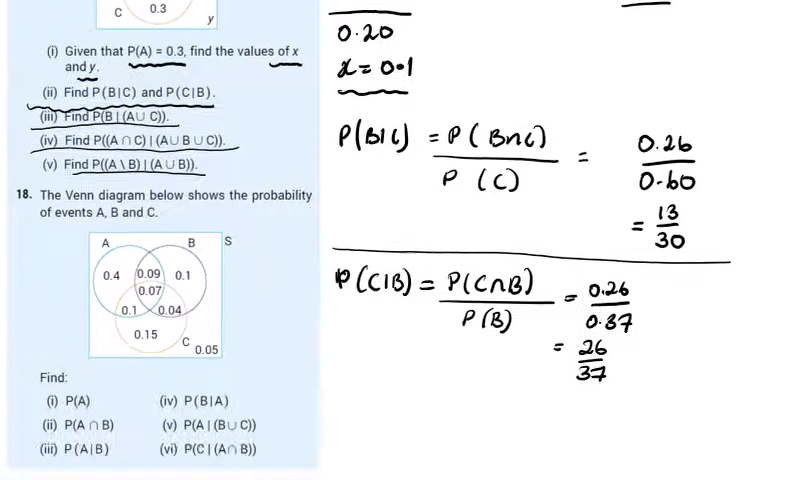 C
0.3
y
(i) Given that P(A) = 0.3, find the values of x
and y.
(ii) Find P(B|C) and P(C|B).
(iii) Find P(B|(A∪C)).
(iv) Find P((A∩C)|(A∪B∪C)).
(v) Find P((A\B)|(A∪B)).
18. The Venn diagram below shows the probability
of events A, B and C.
A B S
0.4 0.09 0.1
0.07
0.1 0.04
0.15
C
0.05
Find:
(i) P(A) (iv) P(B|A)
(ii) P(A∩B) (v) P(A|(B∪C))
(iii) P(A|B) (vi) P(C|(A∩B))
0.20
x = 0.1
P(B|C) = P(B∩C) / P(C) = 0.26 / 0.60
= 13/30
P(C|B) = P(C∩B) / P(B) = 0.26 / 0.37
= 26/37